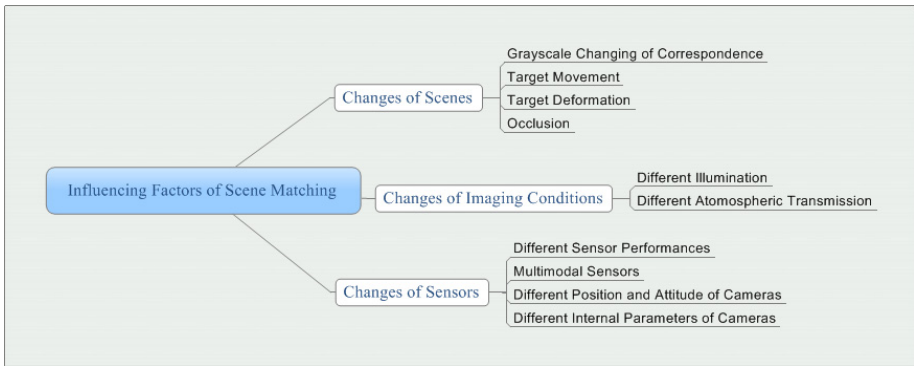 Influencing Factors of Scene Matching
Changes of Scenes
Grayscale Changing of Correspondence
Target Movement
Target Deformation
Occlusion
Changes of Imaging Conditions
Different Illumination
Different Atomospheric Transmission
Changes of Sensors
Different Sensor Performances
Multimodal Sensors
Different Position and Attitude of Cameras
Different Internal Parameters of Cameras